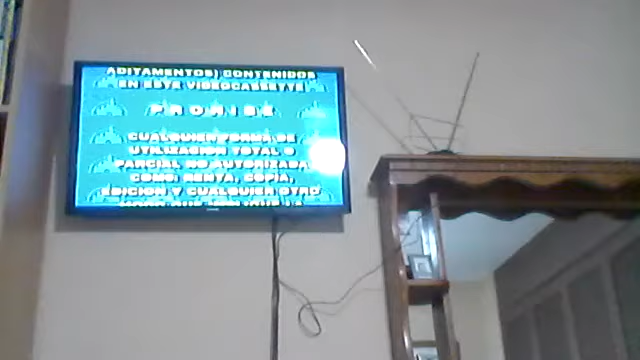 ADITAMENTOS) CONTENIDOS
EN ESTE VIDEOCASSETTE
PROHIBE
CUALQUIER FORMA DE
UTILIZACION TOTAL O
PARCIAL NO AUTORIZADA
COMO: RENTA, COPIA,
EDICION Y CUALQUIER OTRO